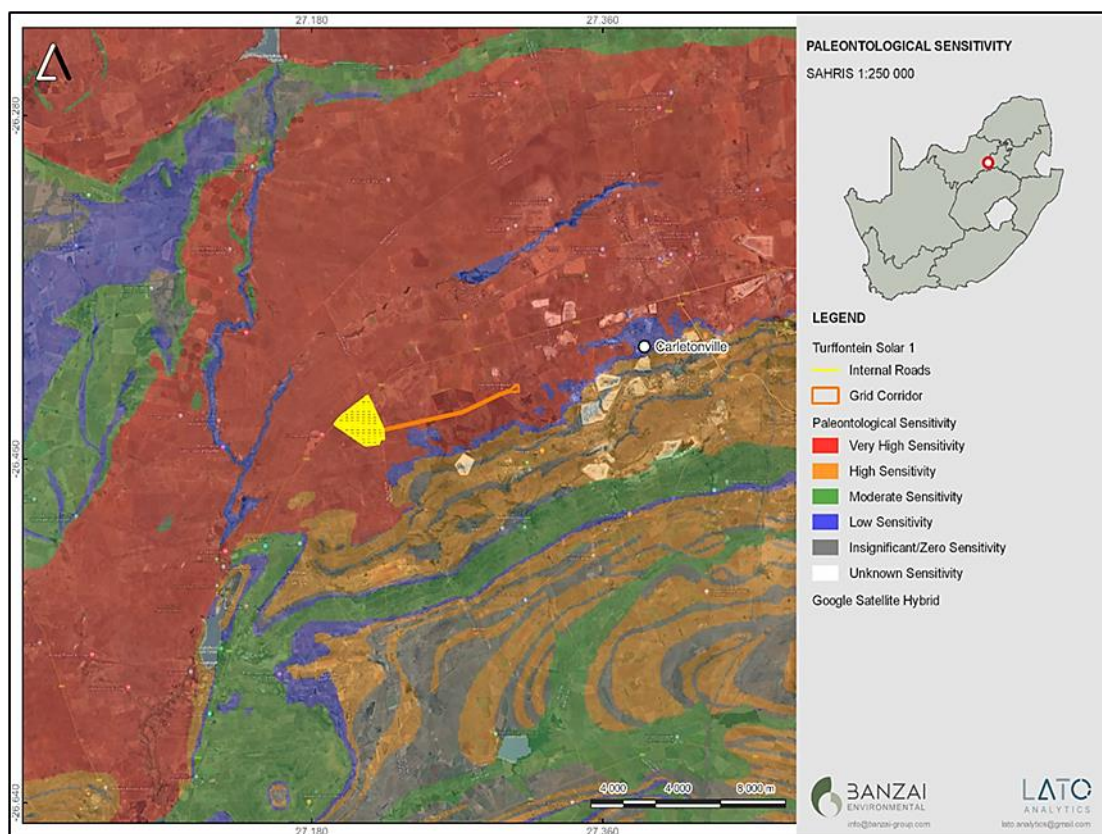 27.180
27.360
-26.280
-26.460
-26.640
Carletonville
4 000 4 000 8 000 m
27.180
27.360
PALEONTOLOGICAL SENSITIVITY
SAHRIS 1:250 000
LEGEND
Turffontein Solar 1
Internal Roads
Grid Corridor
Paleontological Sensitivity
Very High Sensitivity
High Sensitivity
Moderate Sensitivity
Low Sensitivity
Insignificant/Zero Sensitivity
Unknown Sensitivity
Google Satellite Hybrid
BANZAI
ENVIRONMENTAL
info@banzai-group.com
LATO
ANALYTICS
lato.analytics@gmail.com